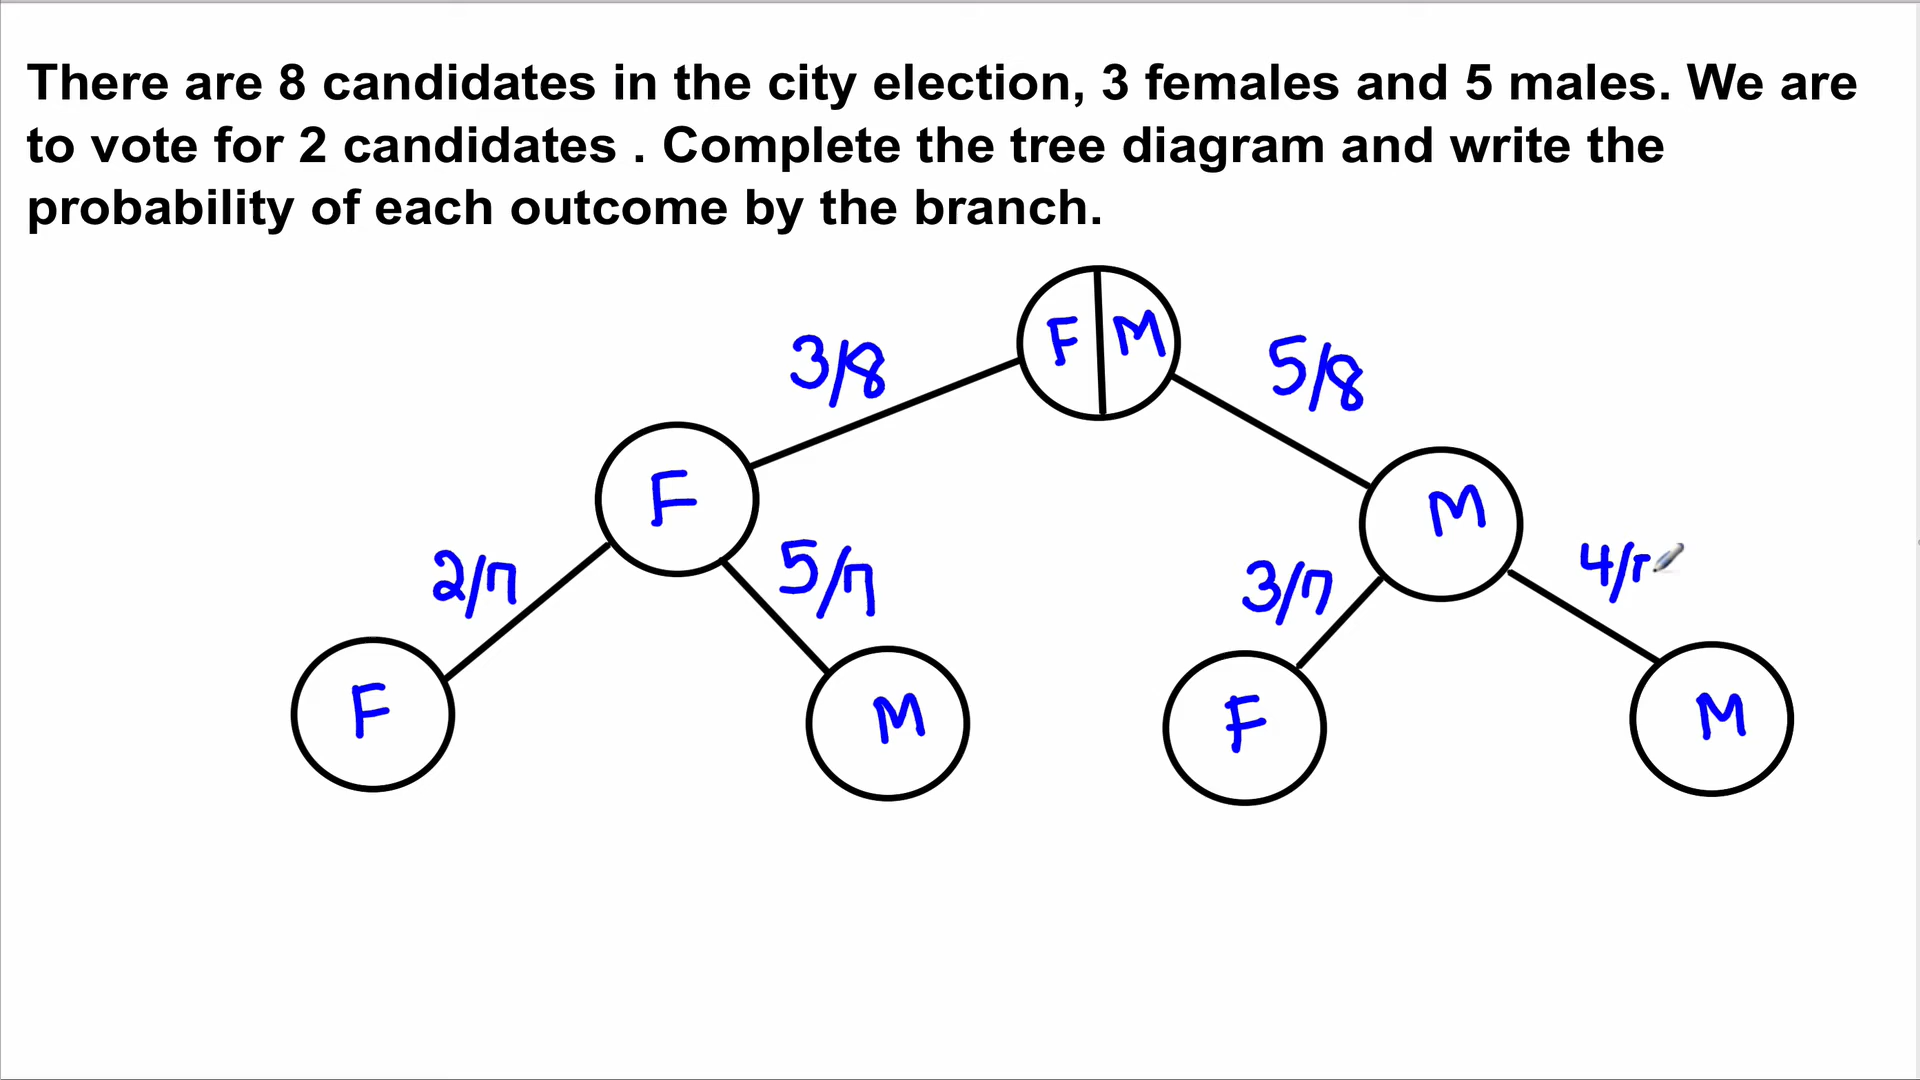 There are 8 candidates in the city election, 3 females and 5 males. We are
to vote for 2 candidates . Complete the tree diagram and write the
probability of each outcome by the branch.
F M
3/8 5/8
F M
2/7 5/7 3/7 4/
F M F M